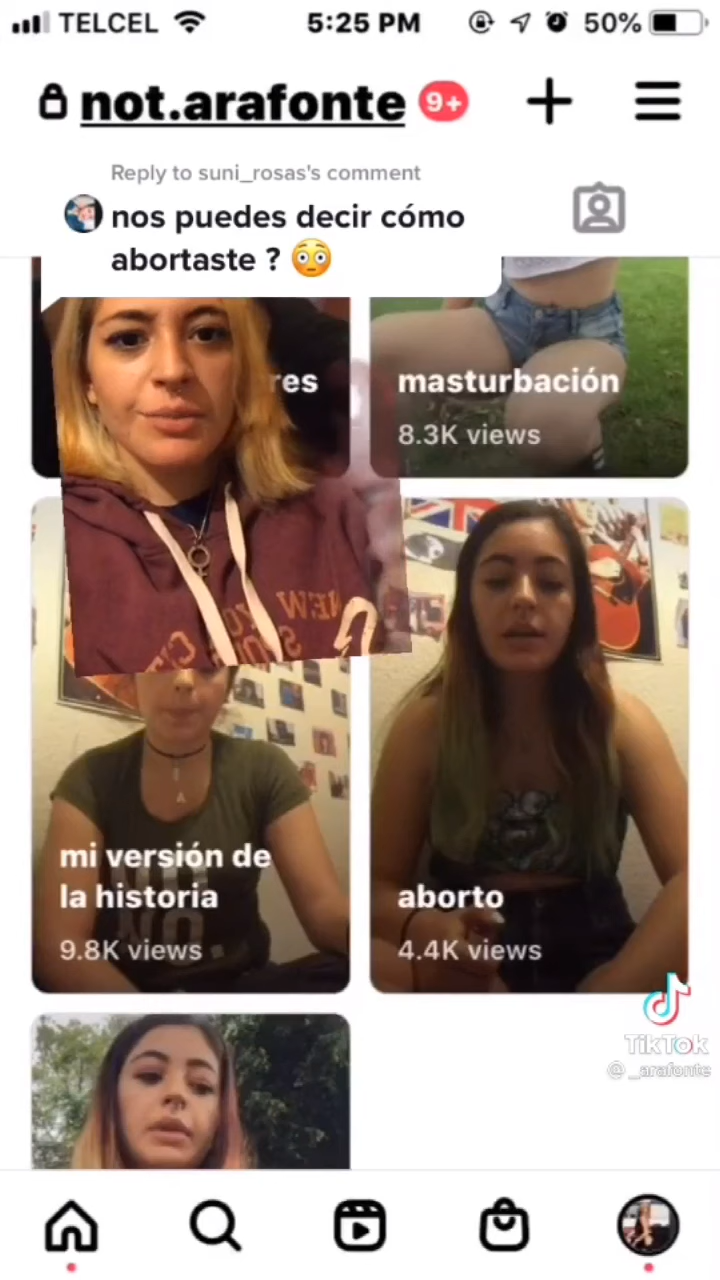 TELCEL
5:25 PM
50%
not.arafonte
9+
Reply to suni_rosas's comment
nos puedes decir cómo
abortaste ? 😳
res
masturbación
8.3K views
NEW
mi versión de
la historia
9.8K views
aborto
4.4K views
TikTok
@_arafonte